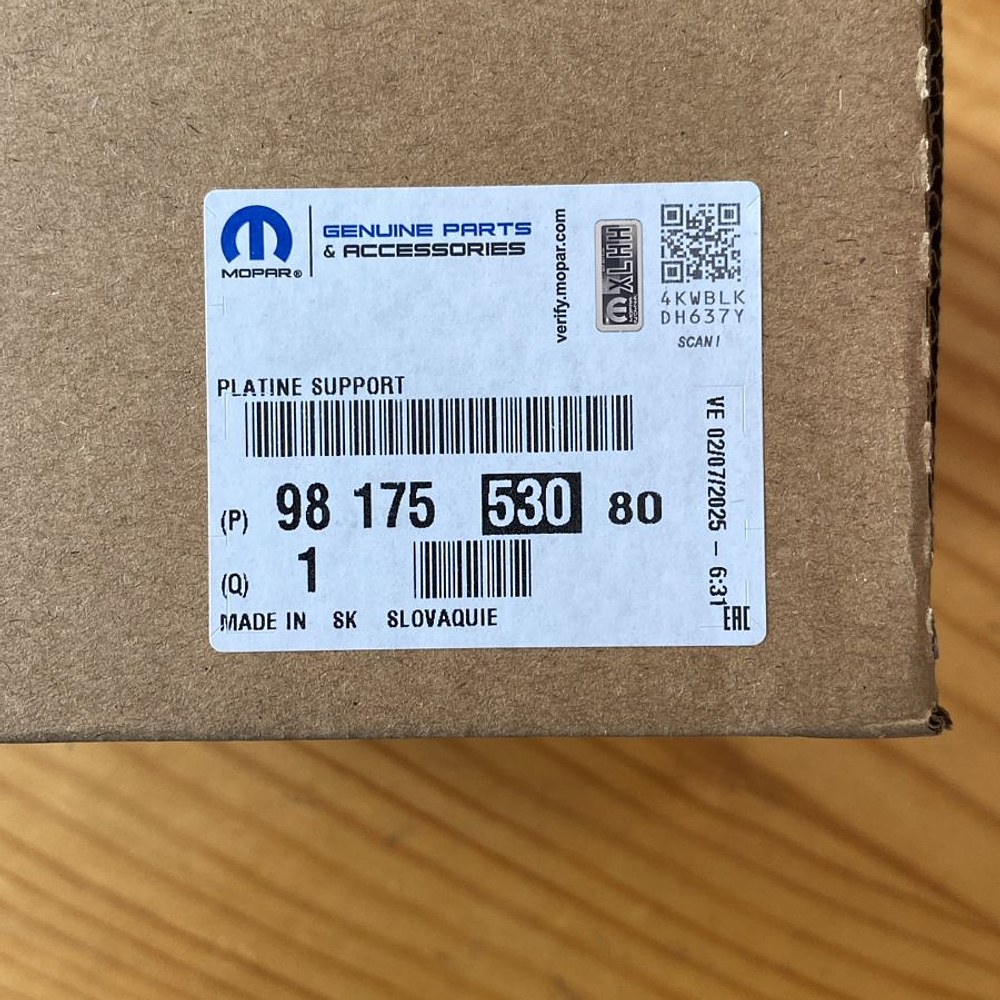 MOPAR®
GENUINE PARTS
& ACCESSORIES
verify.mopar.com
XLHH
4KWBLK
DH637Y
SCAN!
PLATINE SUPPORT
(P) 98 175 530 80
(Q) 1
MADE IN SK SLOVAQUIE
VE 02/07/2025 - 6:31
EAC